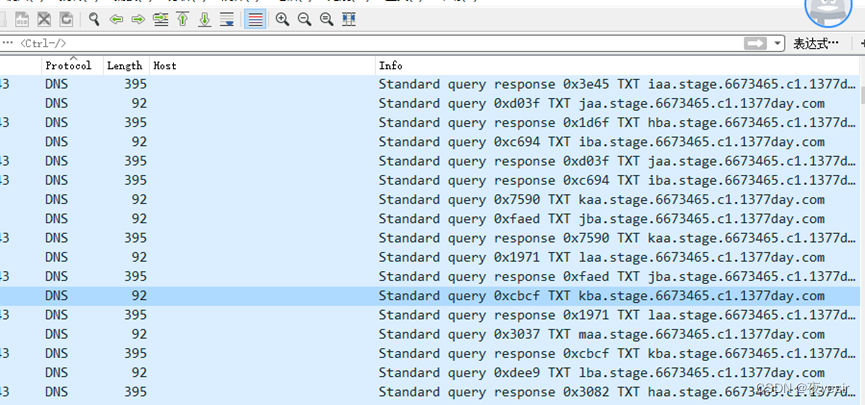 ··· <Ctrl-/>
表达式···
+
Protocol Length Host Info
43 DNS 395 Standard query response 0x3e45 TXT iaa.stage.6673465.c1.1377d…
DNS 92 Standard query 0xd03f TXT jaa.stage.6673465.c1.1377day.com
43 DNS 395 Standard query response 0x1d6f TXT hba.stage.6673465.c1.1377d…
DNS 92 Standard query 0xc694 TXT iba.stage.6673465.c1.1377day.com
43 DNS 395 Standard query response 0xd03f TXT jaa.stage.6673465.c1.1377d…
43 DNS 395 Standard query response 0xc694 TXT iba.stage.6673465.c1.1377d…
DNS 92 Standard query 0x7590 TXT kaa.stage.6673465.c1.1377day.com
DNS 92 Standard query 0xfaed TXT jba.stage.6673465.c1.1377day.com
43 DNS 395 Standard query response 0x7590 TXT kaa.stage.6673465.c1.1377d…
DNS 92 Standard query 0x1971 TXT laa.stage.6673465.c1.1377day.com
43 DNS 395 Standard query response 0xfaed TXT jba.stage.6673465.c1.1377d…
DNS 92 Standard query 0xcbcf TXT kba.stage.6673465.c1.1377day.com
43 DNS 395 Standard query response 0x1971 TXT laa.stage.6673465.c1.1377d…
DNS 92 Standard query 0x3037 TXT maa.stage.6673465.c1.1377day.com
43 DNS 395 Standard query response 0xcbcf TXT kba.stage.6673465.c1.1377d…
DNS 92 Standard query 0xdee9 TXT lba.stage.6673465.c1.1377day.com
43 DNS 395 Standard query response 0x3082 TXT haa.stage.6673465.c1.1377d…